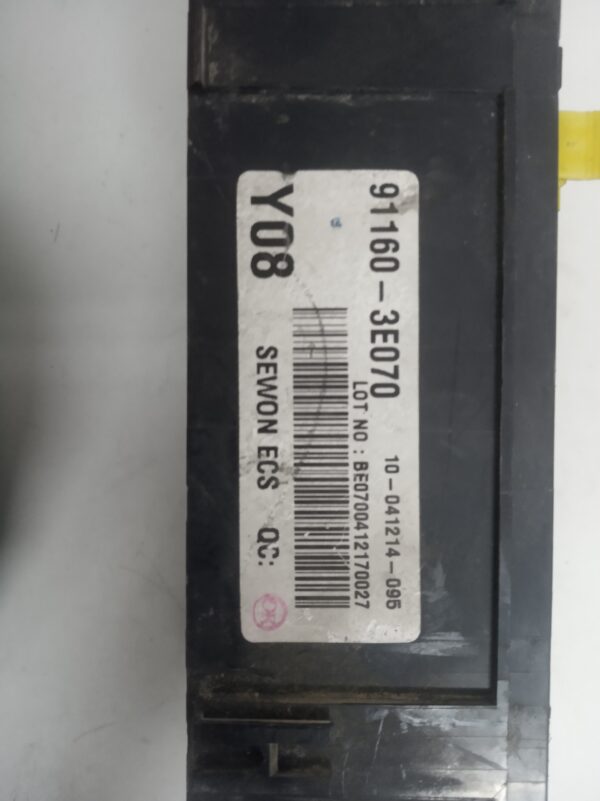 91160-3E070 10-041214-095
LOT NO : BE0700412170027
Y08 SEWON ECS QC: